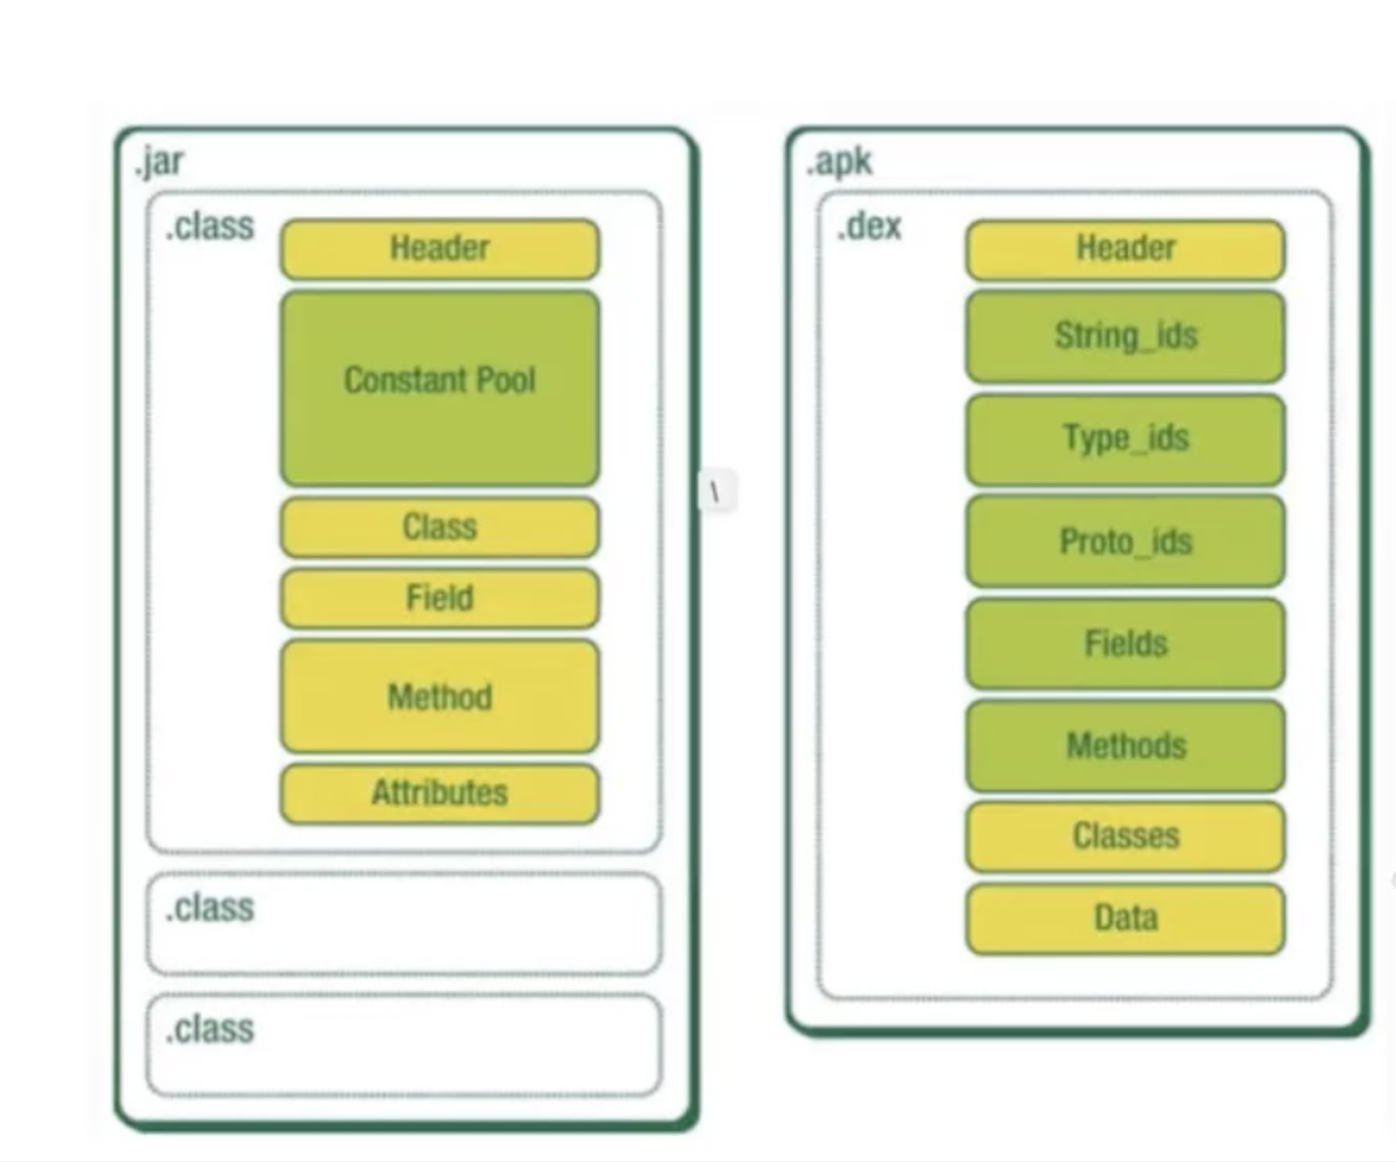 .jar
.class
Header
Constant Pool
Class
Field
Method
Attributes
.class
.class
\
.apk
.dex
Header
String_ids
Type_ids
Proto_ids
Fields
Methods
Classes
Data